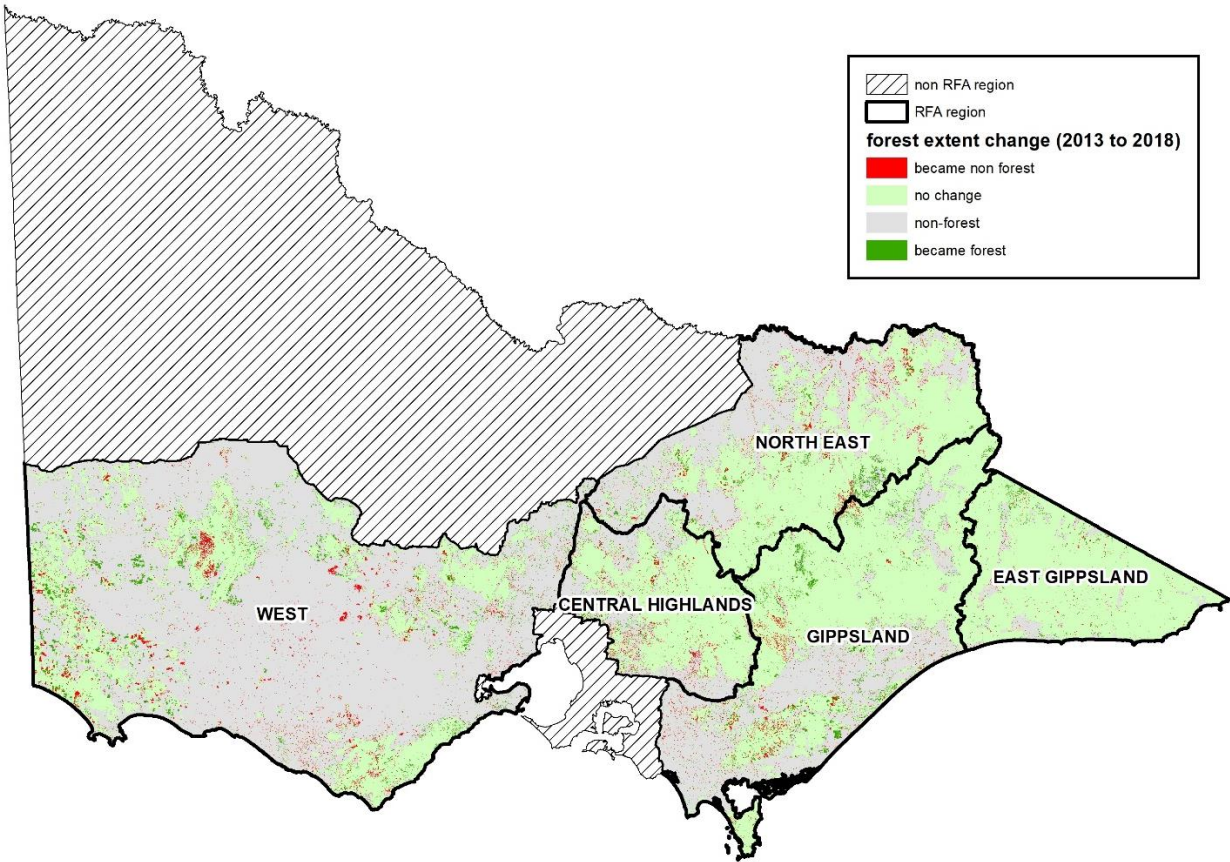 non RFA region
RFA region
forest extent change (2013 to 2018)
became non forest
no change
non-forest
became forest
NORTH EAST
EAST GIPPSLAND
WEST
CENTRAL HIGHLANDS
GIPPSLAND